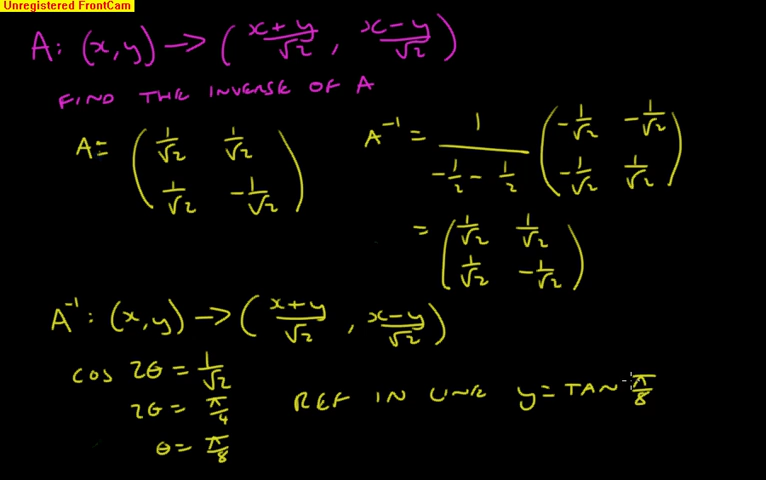 Unregistered FrontCam
A: (x,y) → (x+y/√2, x-y/√2)
FIND THE INVERSE OF A
A = (1/√2 1/√2
1/√2 -1/√2)
A⁻¹ = 1/(-1/2 - 1/2) (-1/√2 -1/√2
-1/√2 1/√2)
= (1/√2 1/√2
1/√2 -1/√2)
A⁻¹: (x,y) → (x+y/√2, x-y/√2)
cos 2θ = 1/√2
2θ = π/4
θ = π/8
REF IN LINE y = TAN π/8